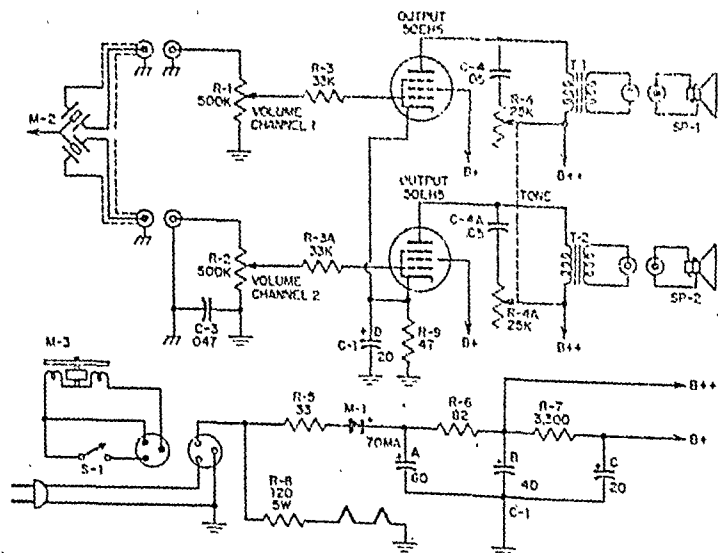 OUTPUT
50EH5
C-4
.05
T-1
R-3
33K
R-1
500K
VOLUME
CHANNEL 1
R-4
25K
SP-1
M-2
B+
B++
TONE
OUTPUT
50EH5
C-4A
.05
T-2
R-3A
33K
R-2
500K
VOLUME
CHANNEL 2
SP-2
R-4A
25K
C-3
.047
+ D
C-1
20
R-9
47
B+
B++
M-3
S-1
R-5
33
M-1
+
70MA
R-6
82
R-7
3,300
B++
B+
+ A
60
+ B
40
+ C
20
C-1
R-8
120
5W